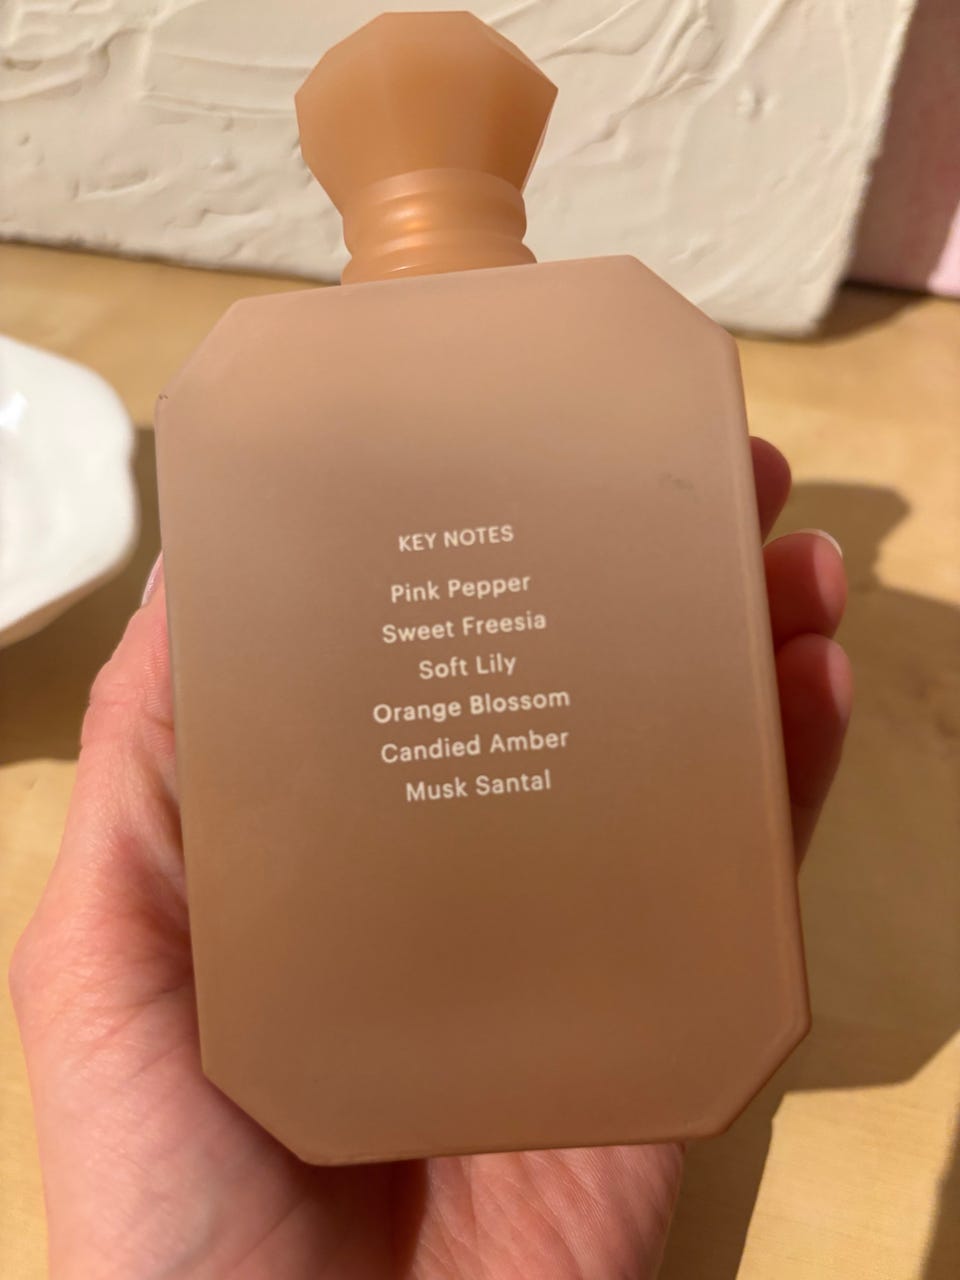 KEY NOTES
Pink Pepper
Sweet Freesia
Soft Lily
Orange Blossom
Candied Amber
Musk Santal